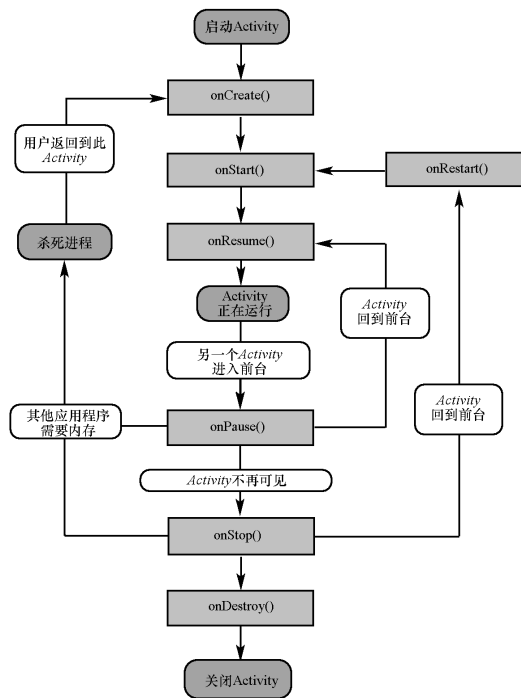 启动Activity
onCreate()
用户返回到此
Activity
onStart()
onRestart()
杀死进程
onResume()
Activity
正在运行
Activity
回到前台
另一个Activity
进入前台
其他应用程序
需要内存
onPause()
Activity
回到前台
Activity不再可见
onStop()
onDestroy()
关闭Activity